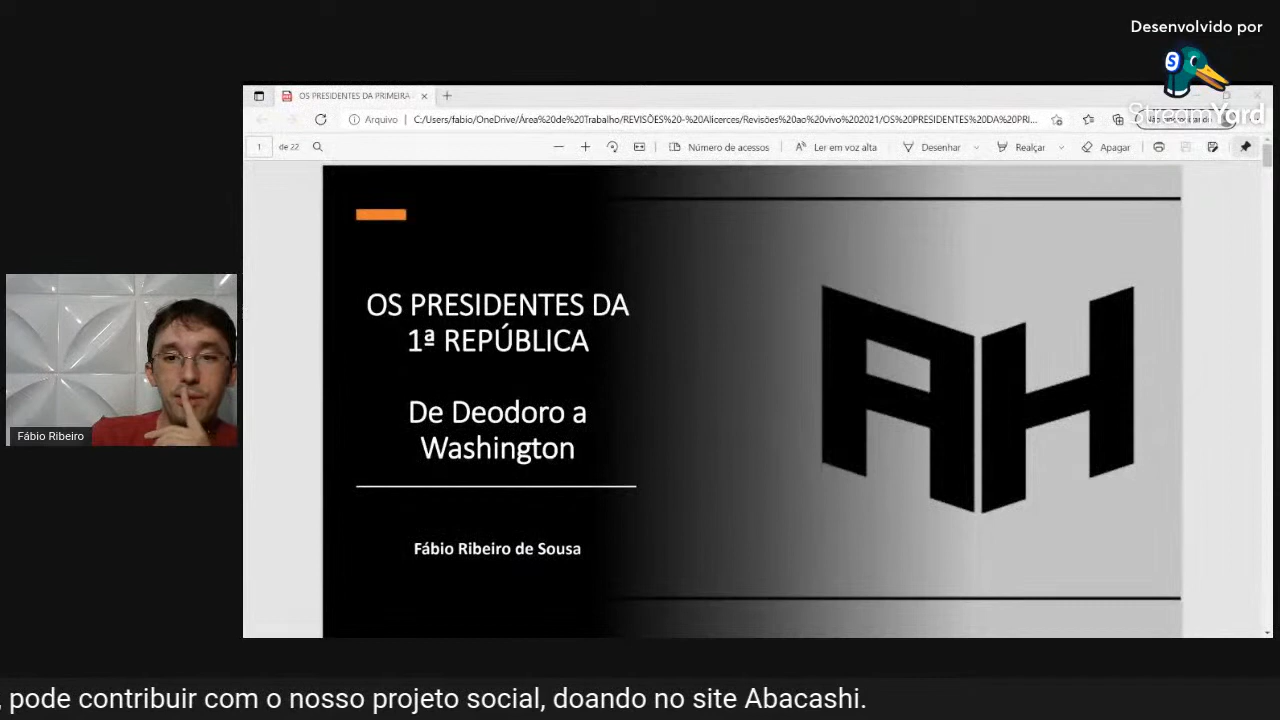 Desenvolvido por
StreamYard
OS PRESIDENTES DA PRIMEIRA
Arquivo
C:/Users/fabio/OneDrive/Área%20de%20Trabalho/REVISÕES%20-%20Alicerces/Revisões%20ao%20vivo%202021/OS%20PRESIDENTES%20DA%20PRI...
1 de 22
Número de acessos
Ler em voz alta
Desenhar
Realçar
Apagar
OS PRESIDENTES DA
1ª REPÚBLICA
De Deodoro a
Washington
Fábio Ribeiro de Sousa
AH
Fábio Ribeiro
, pode contribuir com o nosso projeto social, doando no site Abacashi.